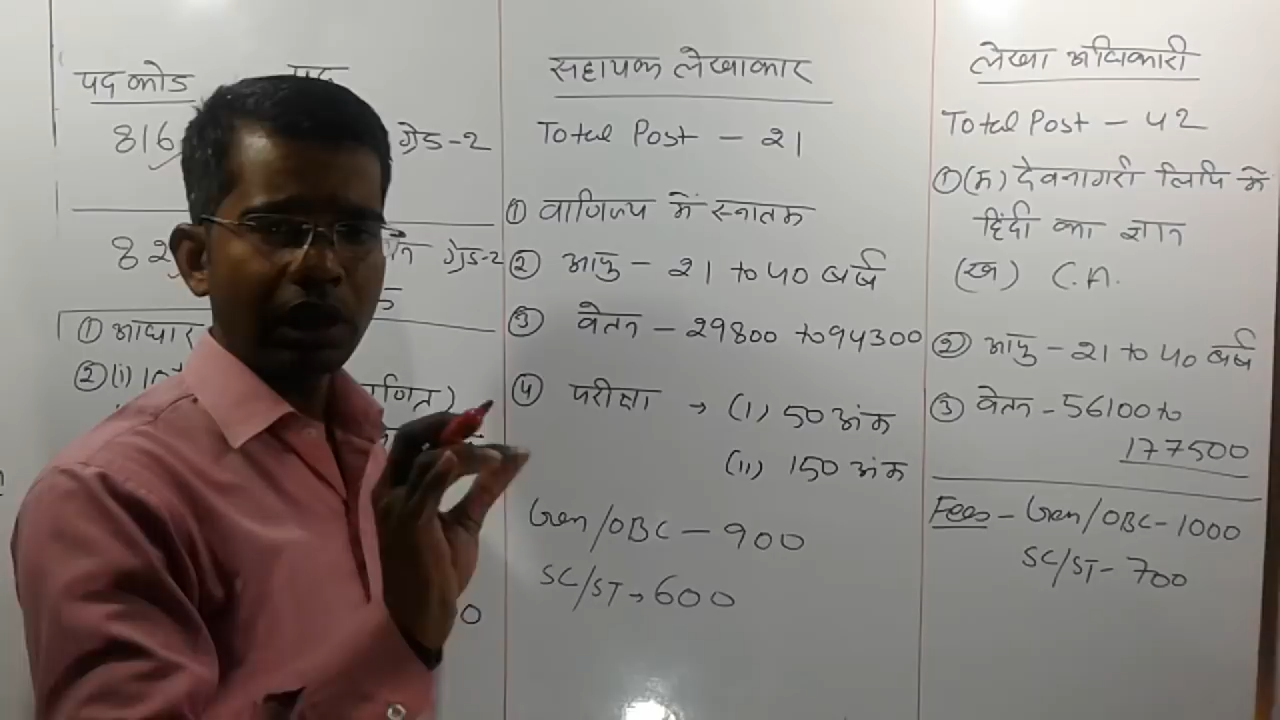 पद कोड
816 ग्रेड-2
82 ग्रेड-2
① आधार
②(i) गणित)
सहायक लेखाकार
Total Post - 21
① वाणिज्य में स्नातक
② आयु - 21 to 40 वर्ष
③ वेतन - 29800 to 94300
④ परीक्षा → (i) 50 अंक
(ii) 150 अंक
Gen/OBC - 900
SC/ST → 600
लेखा अधिकारी
Total Post - 42
①(क) देवनागरी लिपि में
हिंदी का ज्ञान
(ख) C.A.
② आयु - 21 to 40 वर्ष
③ वेतन - 56100 to
177500
Fees - Gen/OBC - 1000
SC/ST - 700